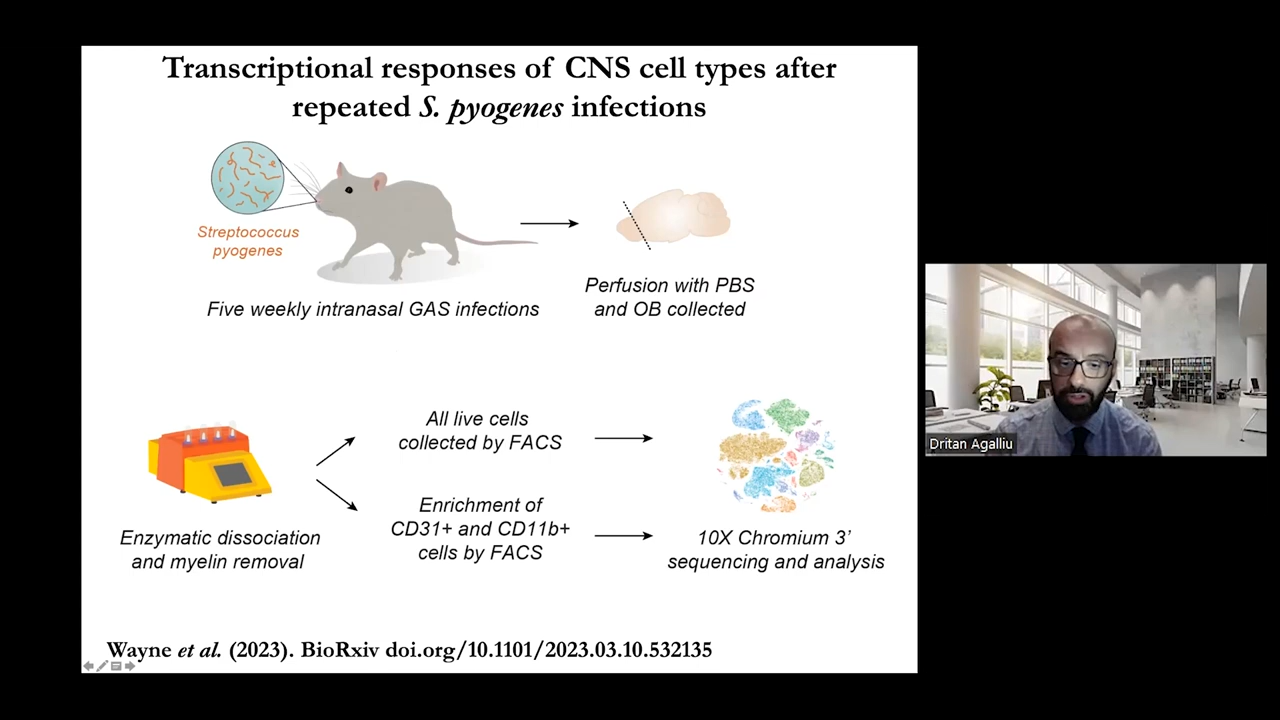 Transcriptional responses of CNS cell types after
repeated S. pyogenes infections
Streptococcus
pyogenes
Five weekly intranasal GAS infections
Perfusion with PBS
and OB collected
Enzymatic dissociation
and myelin removal
All live cells
collected by FACS
Enrichment of
CD31+ and CD11b+
cells by FACS
10X Chromium 3’
sequencing and analysis
Wayne et al. (2023). BioRxiv doi.org/10.1101/2023.03.10.532135
Dritan Agalliu